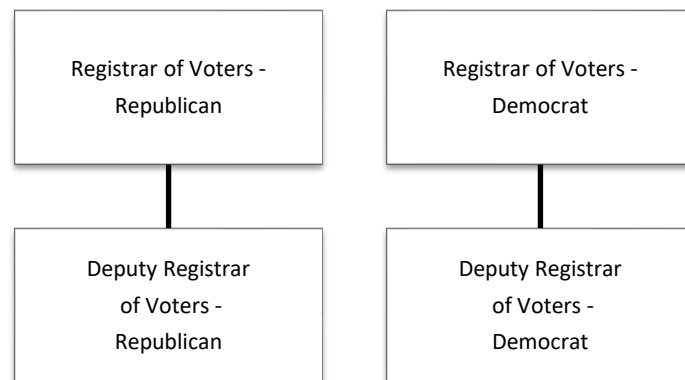 Registrar of Voters -
Republican
Registrar of Voters -
Democrat
Deputy Registrar
of Voters -
Republican
Deputy Registrar
of Voters -
Democrat